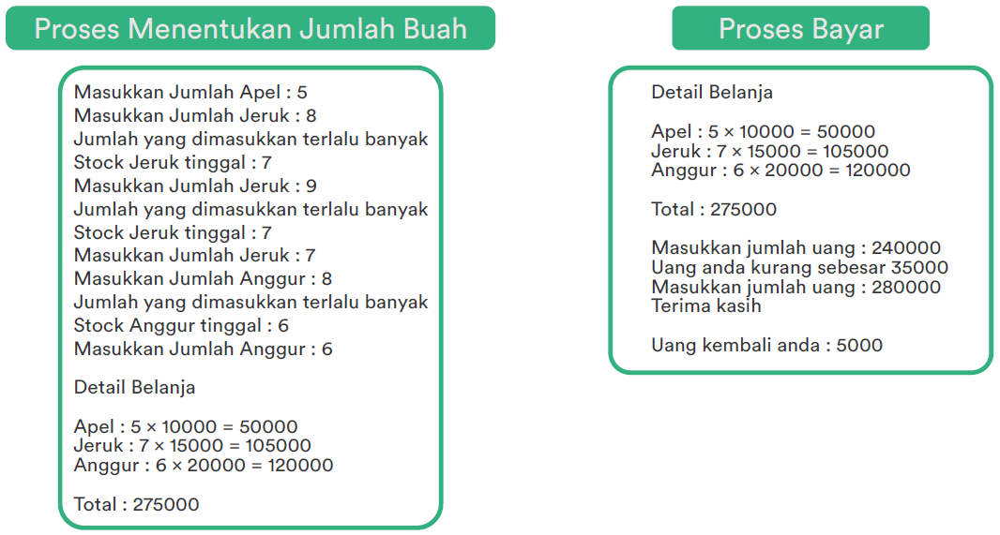 Proses Menentukan Jumlah Buah
Masukkan Jumlah Apel : 5
Masukkan Jumlah Jeruk : 8
Jumlah yang dimasukkan terlalu banyak
Stock Jeruk tinggal : 7
Masukkan Jumlah Jeruk : 9
Jumlah yang dimasukkan terlalu banyak
Stock Jeruk tinggal : 7
Masukkan Jumlah Jeruk : 7
Masukkan Jumlah Anggur : 8
Jumlah yang dimasukkan terlalu banyak
Stock Anggur tinggal : 6
Masukkan Jumlah Anggur : 6
Detail Belanja
Apel : 5 × 10000 = 50000
Jeruk : 7 × 15000 = 105000
Anggur : 6 × 20000 = 120000
Total : 275000
Proses Bayar
Detail Belanja
Apel : 5 × 10000 = 50000
Jeruk : 7 × 15000 = 105000
Anggur : 6 × 20000 = 120000
Total : 275000
Masukkan jumlah uang : 240000
Uang anda kurang sebesar 35000
Masukkan jumlah uang : 280000
Terima kasih
Uang kembali anda : 5000